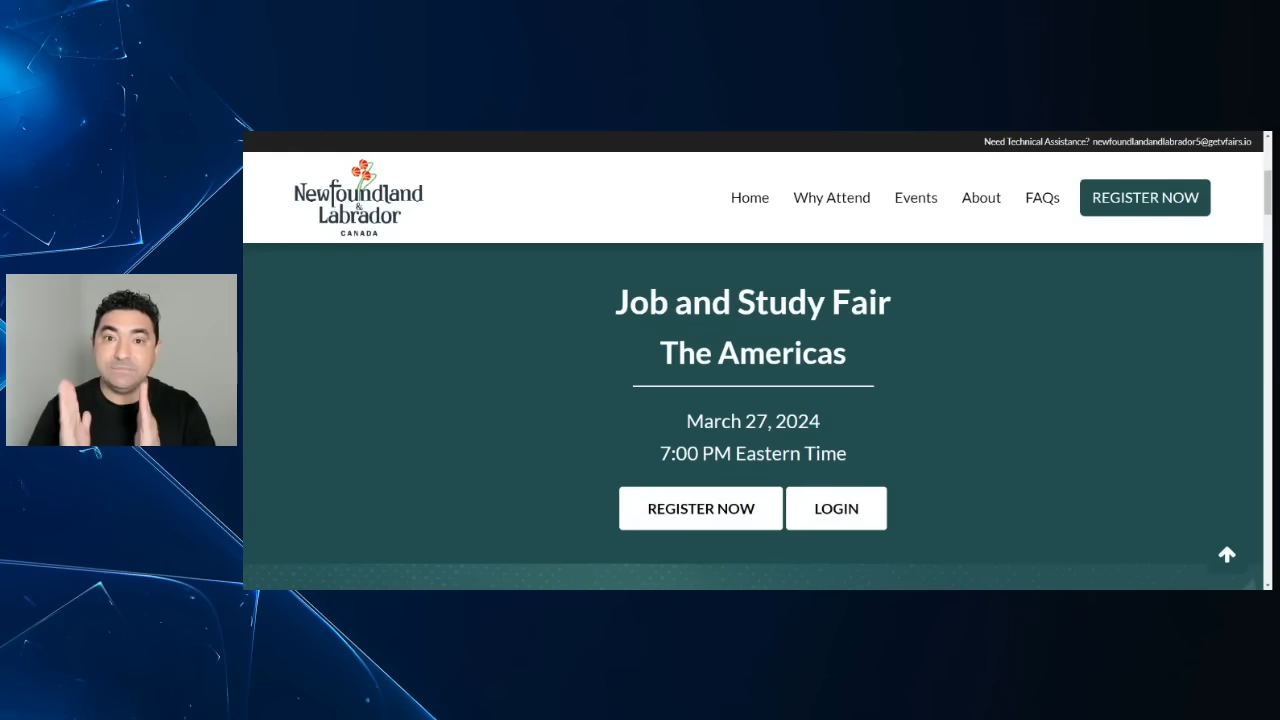 Need Technical Assistance? newfoundlandandlabrador5@getvfairs.io
Newfoundland
&
Labrador
CANADA
Home Why Attend Events About FAQs REGISTER NOW
Job and Study Fair
The Americas
March 27, 2024
7:00 PM Eastern Time
REGISTER NOW LOGIN